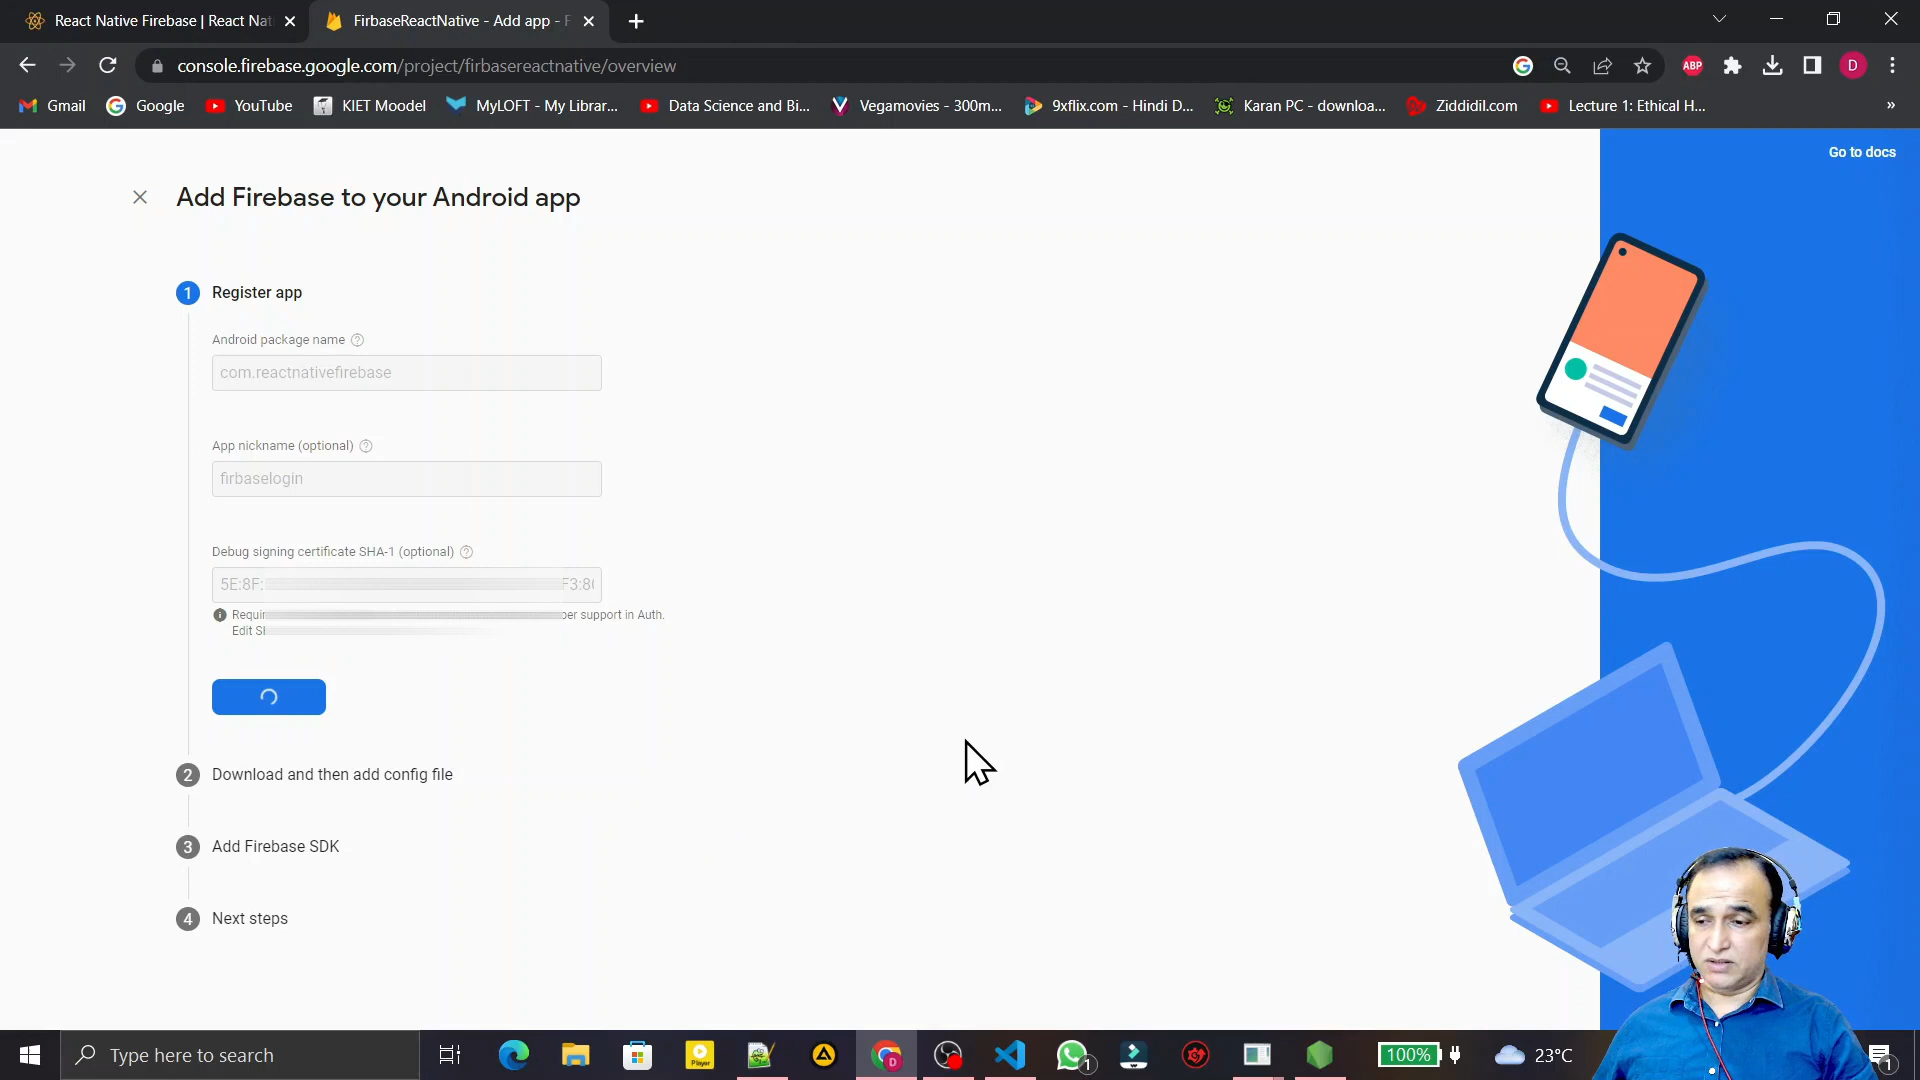 React Native Firebase | React Nat
FirbaseReactNative - Add app - F
console.firebase.google.com/project/firbasereactnative/overview
ABP
D
Gmail
Google
YouTube
KIET Moodel
MyLOFT - My Librar...
Data Science and Bi...
Vegamovies - 300m...
9xflix.com - Hindi D...
Karan PC - downloa...
Ziddidil.com
Lecture 1: Ethical H...
»
Go to docs
Add Firebase to your Android app
1 Register app
Android package name
com.reactnativefirebase
App nickname (optional)
firbaselogin
Debug signing certificate SHA-1 (optional)
5E:8F: F3:8
per support in Auth.
Edit
2 Download and then add config file
3 Add Firebase SDK
4 Next steps
Type here to search
Player
D
1
100%
23°C
1